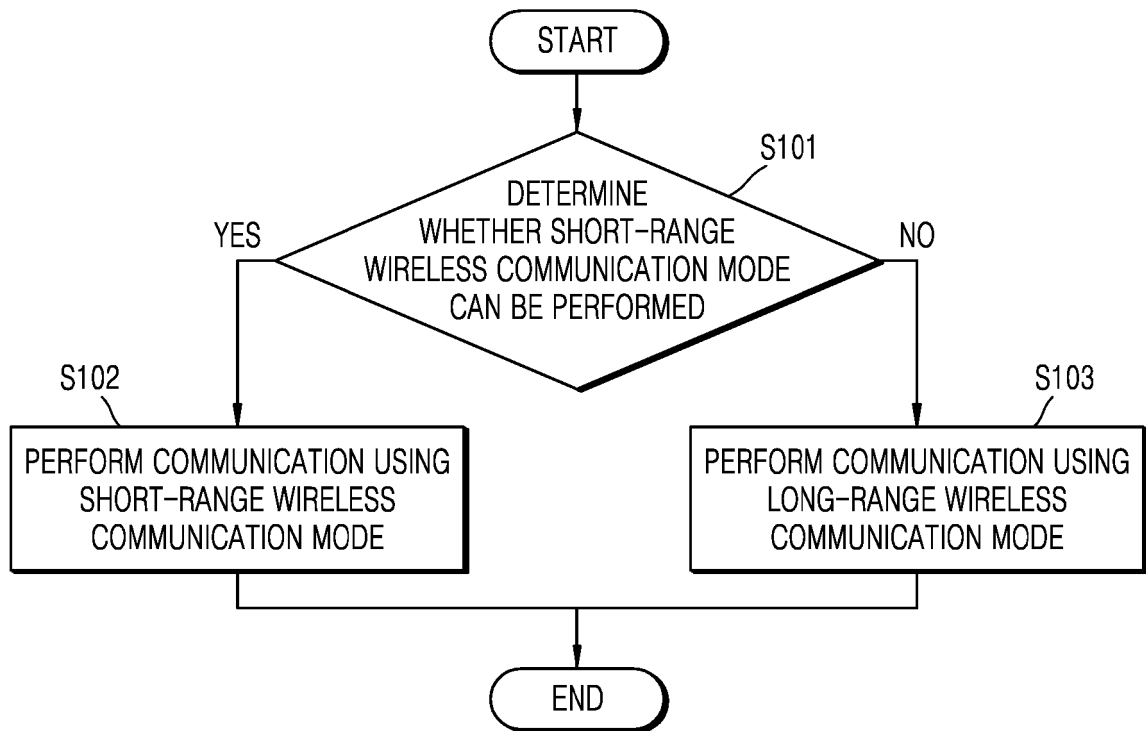 START
S101
DETERMINE
WHETHER SHORT-RANGE
WIRELESS COMMUNICATION MODE
CAN BE PERFORMED
YES
NO
S102
PERFORM COMMUNICATION USING
SHORT-RANGE WIRELESS
COMMUNICATION MODE
S103
PERFORM COMMUNICATION USING
LONG-RANGE WIRELESS
COMMUNICATION MODE
END